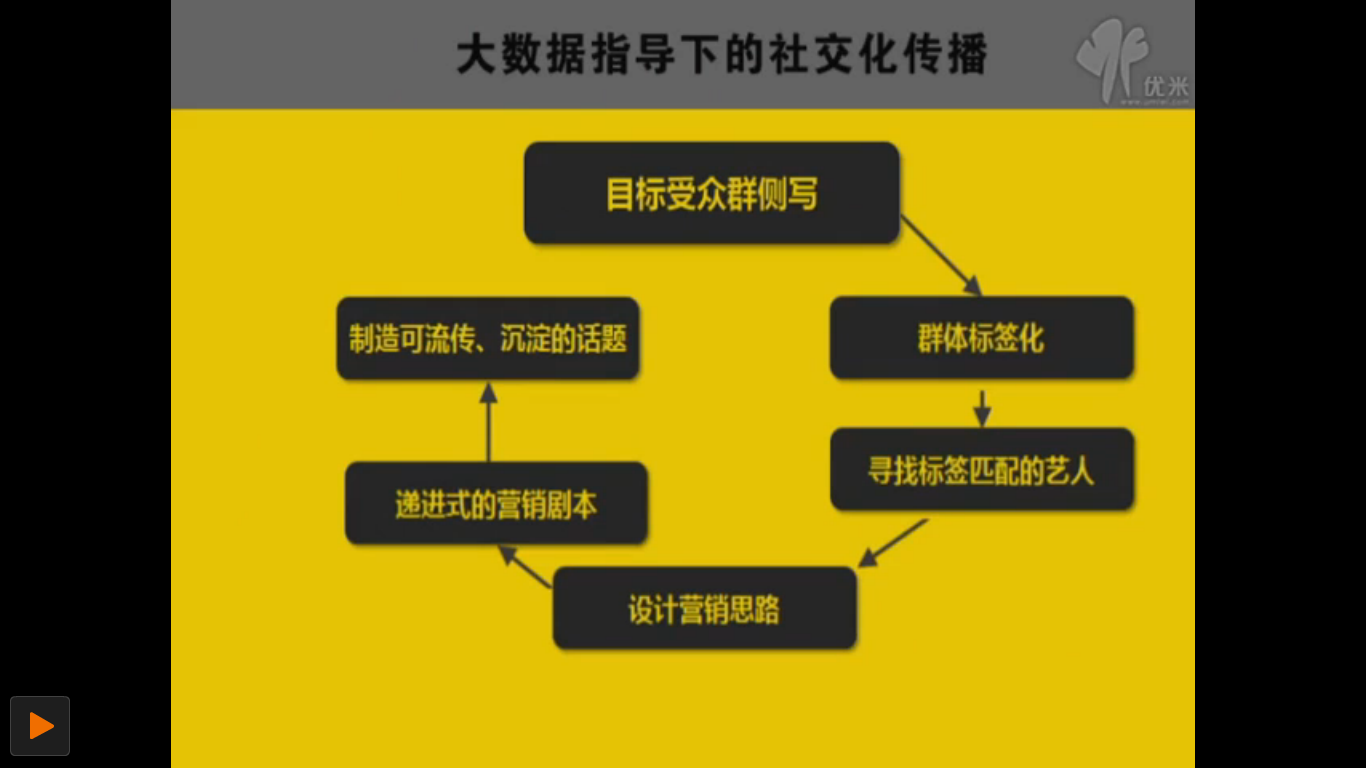 大数据指导下的社交化传播
优米
目标受众群侧写
制造可流传、沉淀的话题
群体标签化
寻找标签匹配的艺人
递进式的营销剧本
设计营销思路